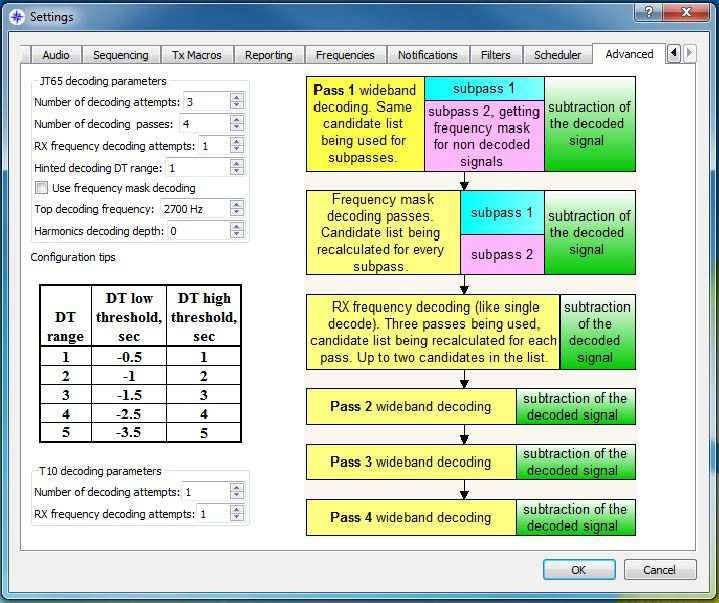 Settings
?
X
Audio
Sequencing
Tx Macros
Reporting
Frequencies
Notifications
Filters
Scheduler
Advanced
JT65 decoding parameters
Number of decoding attempts: 3
Number of decoding passes: 4
RX frequency decoding attempts: 1
Hinted decoding DT range: 1
Use frequency mask decoding
Top decoding frequency: 2700 Hz
Harmonics decoding depth: 0
Configuration tips
DT range
DT low threshold, sec
DT high threshold, sec
1 -0.5 1
2 -1 2
3 -1.5 3
4 -2.5 4
5 -3.5 5
T10 decoding parameters
Number of decoding attempts: 1
RX frequency decoding attempts: 1
Pass 1 wideband
decoding. Same
candidate list
being used for
subpasses.
subpass 1
subpass 2, getting
frequency mask
for non decoded
signals
subtraction of
the decoded
signal
Frequency mask
decoding passes.
Candidate list being
recalculated for every
subpass.
subpass 1
subpass 2
subtraction of
the decoded
signal
RX frequency decoding (like single
decode). Three passes being used,
candidate list being recalculated for each
pass. Up to two candidates in the list.
subtraction
of the
decoded
signal
Pass 2 wideband decoding
subtraction of the
decoded signal
Pass 3 wideband decoding
subtraction of the
decoded signal
Pass 4 wideband decoding
subtraction of the
decoded signal
OK
Cancel